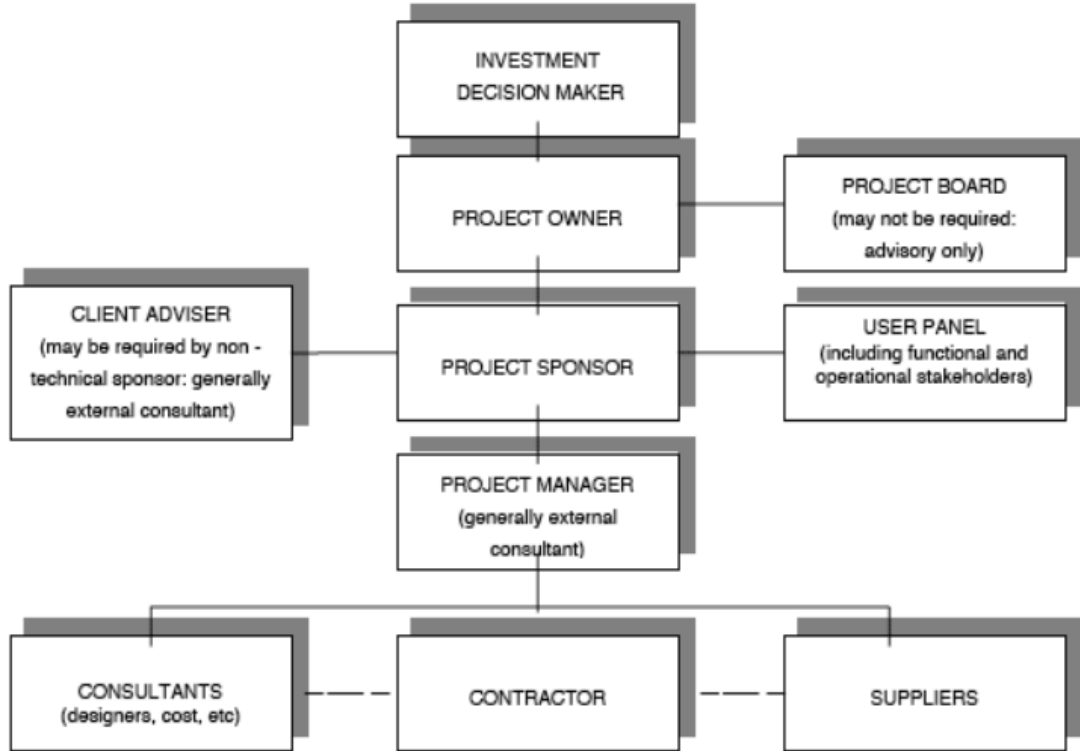 INVESTMENT
DECISION MAKER
PROJECT OWNER
PROJECT BOARD
(may not be required:
advisory only)
CLIENT ADVISER
(may be required by non -
technical sponsor: generally
external consultant)
PROJECT SPONSOR
USER PANEL
(including functional and
operational stakeholders)
PROJECT MANAGER
(generally external
consultant)
CONSULTANTS
(designers, cost, etc)
CONTRACTOR
SUPPLIERS